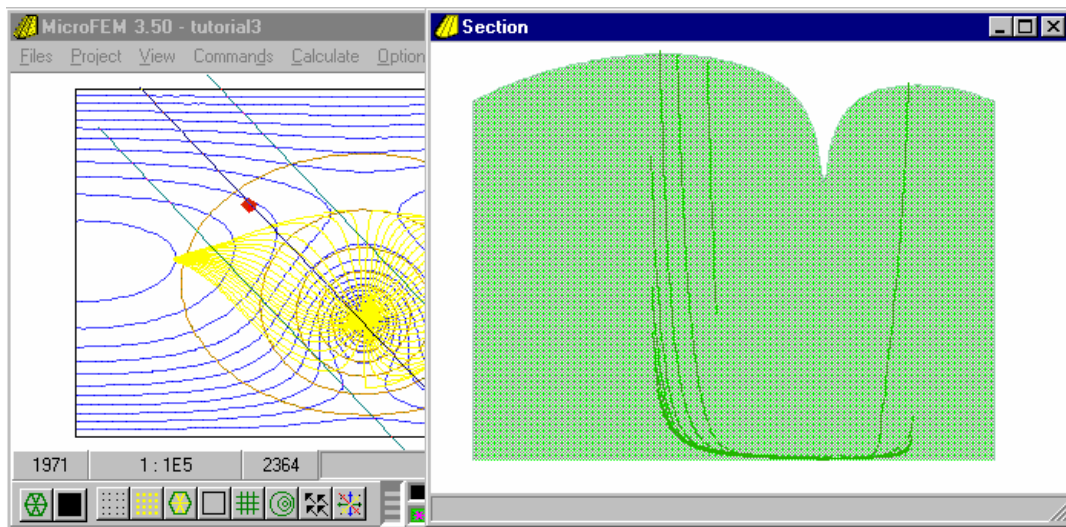 MicroFEM 3.50 - tutorial3
Files Project View Commands Calculate Option
1971 1 : 1E5 2364
Section